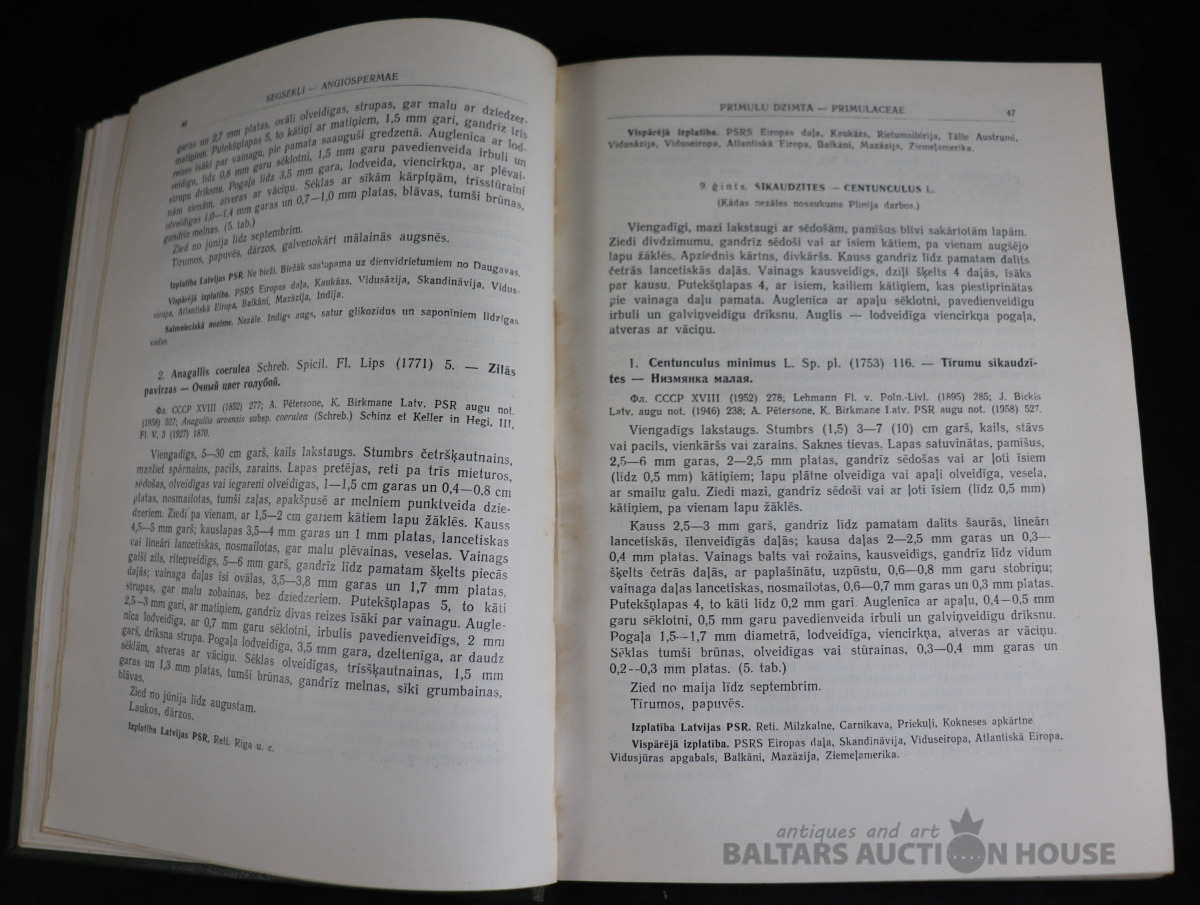 46
SEGSĒKĻI — ANGIOSPERMAE
garas un 2,7 mm platas, ovāli olveidīgas, strupas, gar malu ar dziedzer-
matiņiem. Putekšņlapas 5, to kātiņi ar matiņiem, 1,5 mm gari, gandrīz trīs
reizes īsāki par vainagu, pie pamata saauguši gredzenā. Auglenīca ar lod-
veidīgu, līdz 0,8 mm garu sēklotni, 1,5 mm garu pavedienveida irbuli un
strupu drīksnu. Pogaļa līdz 3,5 mm gara, lodveida, viencirkņa, ar plēvai-
nām sienām, atveras ar vāciņu. Sēklas ar sīkām kārpiņām, trīsstūraini
olveidīgas 1,0—1,4 mm garas un 0,7—1,0 mm platas, blāvas, tumši brūnas,
gandrīz melnas. (5. tab.)
Zied no jūnija līdz septembrim.
Tīrumos, papuvēs, dārzos, galvenokārt mālainās augsnēs.
Izplatība Latvijas PSR. Ne bieži. Biežāk sastopama uz dienvidrietumiem no Daugavas.
Vispārējā izplatība. PSRS Eiropas daļa, Kaukāzs, Vidusāzija, Skandināvija, Vidus-
eiropa, Atlantiskā Eiropa, Balkāni, Mazāzija, Indija.
Saimnieciskā nozīme. Nezāle. Indīgs augs, satur glikozidus un saponīniem līdzīgas
vielas.
2. Anagallis coerulea Schreb. Spicil. Fl. Lips (1771) 5. — Zilās
pavirzas — Очный цвет голубой.
Фл. СССР XVIII (1852) 277; A. Pētersone, K. Birkmane Latv. PSR augu not.
(1958) 527; Anagallis arvensis subsp. coerulea (Schreb.) Schinz et Keller in Hegi, III,
Fl. V, 3 (1927) 1870.
Viengadīgs, 5—30 cm garš, kails lakstaugs. Stumbrs četršķautnains,
mazliet spārnains, pacils, zarains. Lapas pretējas, reti pa trīs mieturos,
sēdošas, olveidīgas vai iegareni olveidīgas, 1—1,5 cm garas un 0,4—0,8 cm
platas, nosmailotas, tumši zaļas, apakšpusē ar melniem punktveida dzie-
dzeriem. Ziedi pa vienam, ar 1,5—2 cm gariem kātiem lapu žāklēs. Kauss
4,5—5 mm garš; kauslapas 3,5—4 mm garas un 1 mm platas, lancetiskas
vai lineāri lancetiskas, nosmailotas, gar malu plēvainas, veselas. Vainags
gaiši zils, riteņveidīgs, 5—6 mm garš, gandrīz līdz pamatam šķelts piecās
daļās; vainaga daļas īsi ovālas, 3,5—3,8 mm garas un 1,7 mm platas,
strupas, gar malu zobainas, bez dziedzeriem. Putekšņlapas 5, to kāti
2,5—3 mm gari, ar matiņiem, gandrīz divas reizes īsāki par vainagu. Augle-
nīca lodveidīga, ar 0,7 mm garu sēklotni, irbulis pavedienveidīgs, 2 mm
garš, drīksna strupa. Pogaļa lodveidīga, 3,5 mm gara, dzeltenīga, ar daudz
sēklām, atveras ar vāciņu. Sēklas olveidīgas, trīsšķautnainas, 1,5 mm
garas un 1,3 mm platas, tumši brūnas, gandrīz melnas, sīki grumbainas,
blāvas.
Zied no jūnija līdz augustam.
Laukos, dārzos.
Izplatība Latvijas PSR. Reti. Rīga u. c.
PRIMULU DZIMTA — PRIMULACEAE
47
Vispārējā izplatība. PSRS Eiropas daļa, Kaukāzs, Rietumsibīrija, Tālie Austrumi,
Vidusāzija, Viduseiropa, Atlantiskā Eiropa, Balkāni, Mazāzija, Ziemeļamerika.
9. ģints. SĪKAUDZĪTES — CENTUNCULUS L.
(Kādas nezāles nosaukums Plīnija darbos.)
Viengadīgi, mazi lakstaugi ar sēdošām, pamīšus blīvi sakārtotām lapām.
Ziedi divdzimumu, gandrīz sēdoši vai ar īsiem kātiem, pa vienam augšējo
lapu žāklēs. Apziednis kārtns, divkāršs. Kauss gandrīz līdz pamatam dalīts
četrās lancetiskās daļās. Vainags kausveidīgs, dziļi šķelts 4 daļās, īsāks
par kausu. Putekšņlapas 4, ar īsiem, kailiem kātiņiem, kas piestiprinātas
pie vainaga daļu pamata. Auglenīca ar apaļu sēklotni, pavedienveidīgu
irbuli un galviņveidīgu drīksnu. Auglis — lodveidīga viencirkņa pogaļa,
atveras ar vāciņu.
1. Centunculus minimus L. Sp. pl. (1753) 116. — Tīrumu sīkaudzī-
tes — Низмянка малая.
Фл. СССР XVIII (1952) 278; Lehmann Fl. v. Poln.-Livl. (1895) 285; J. Bickis
Latv. augu not. (1946) 238; A. Pētersone, K. Birkmane Latv. PSR augu not. (1958) 527.
Viengadīgs lakstaugs. Stumbrs (1,5) 3—7 (10) cm garš, kails, stāvs
vai pacils, vienkāršs vai zarains. Saknes tievas. Lapas satuvinātas, pamīšus,
2,5—6 mm garas, 2—2,5 mm platas, gandrīz sēdošas vai ar ļoti īsiem
(līdz 0,5 mm) kātiņiem; lapu plātne olveidīga vai apaļi olveidīga, vesela,
ar smailu galu. Ziedi mazi, gandrīz sēdoši vai ar ļoti īsiem (līdz 0,5 mm)
kātiņiem, pa vienam lapu žāklēs.
Kauss 2,5—3 mm garš, gandrīz līdz pamatam dalīts šaurās, lineāri
lancetiskās, īlenveidīgās daļās; kausa daļas 2—2,5 mm garas un 0,3—
0,4 mm platas. Vainags balts vai rožains, kausveidīgs, gandrīz līdz vidum
šķelts četrās daļās, ar paplašinātu, uzpūstu, 0,6—0,8 mm garu stobriņu;
vainaga daļas lancetiskas, nosmailotas, 0,6—0,7 mm garas un 0,3 mm platas.
Putekšņlapas 4, to kāti līdz 0,2 mm gari. Auglenīca ar apaļu, 0,4—0,5 mm
garu sēklotni, 0,5 mm garu pavedienveida irbuli un galviņveidīgu drīksnu.
Pogaļa 1,5—1,7 mm diametrā, lodveidīga, viencirkņa, atveras ar vāciņu.
Sēklas tumši brūnas, olveidīgas vai stūrainas, 0,3—0,4 mm garas un
0,2—0,3 mm platas. (5. tab.)
Zied no maija līdz septembrim.
Tīrumos, papuvēs.
Izplatība Latvijas PSR. Reti. Milzkalne, Carnikava, Priekuļi, Kokneses apkārtne
Vispārējā izplatība. PSRS Eiropas daļa, Skandināvija, Viduseiropa, Atlantiskā Eiropa,
Vidusjūras apgabals, Balkāni, Mazāzija, Ziemeļamerika.
antiques and art
BALTARS AUCTION HOUSE